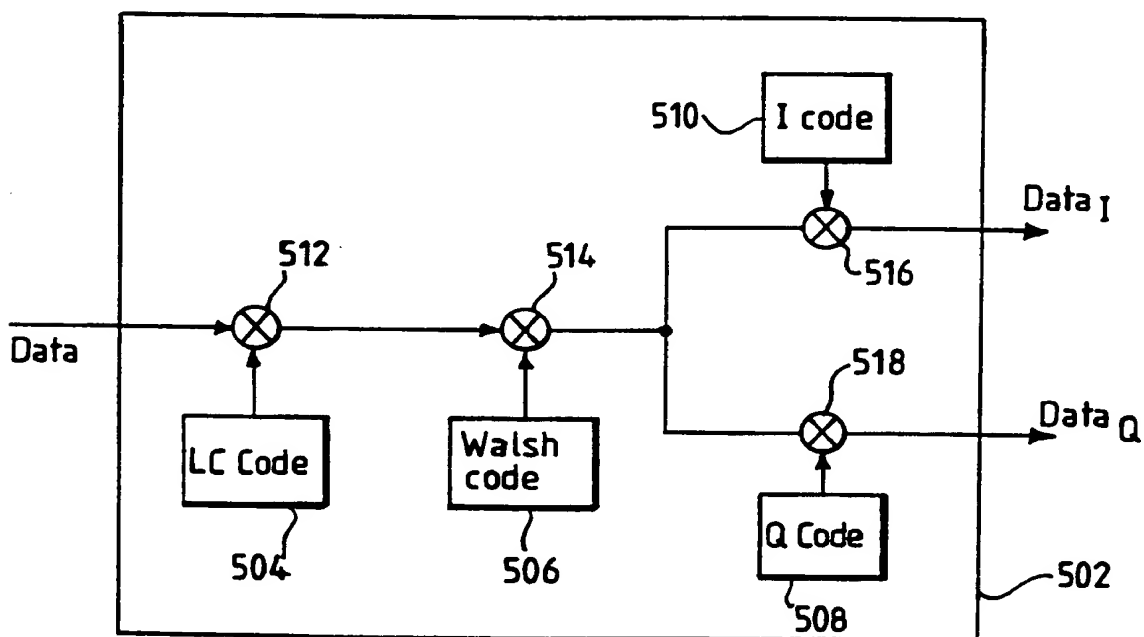 510
I code
Data I
516
512
514
Data
518
Data Q
LC Code
Walsh
code
Q Code
504
506
508
502